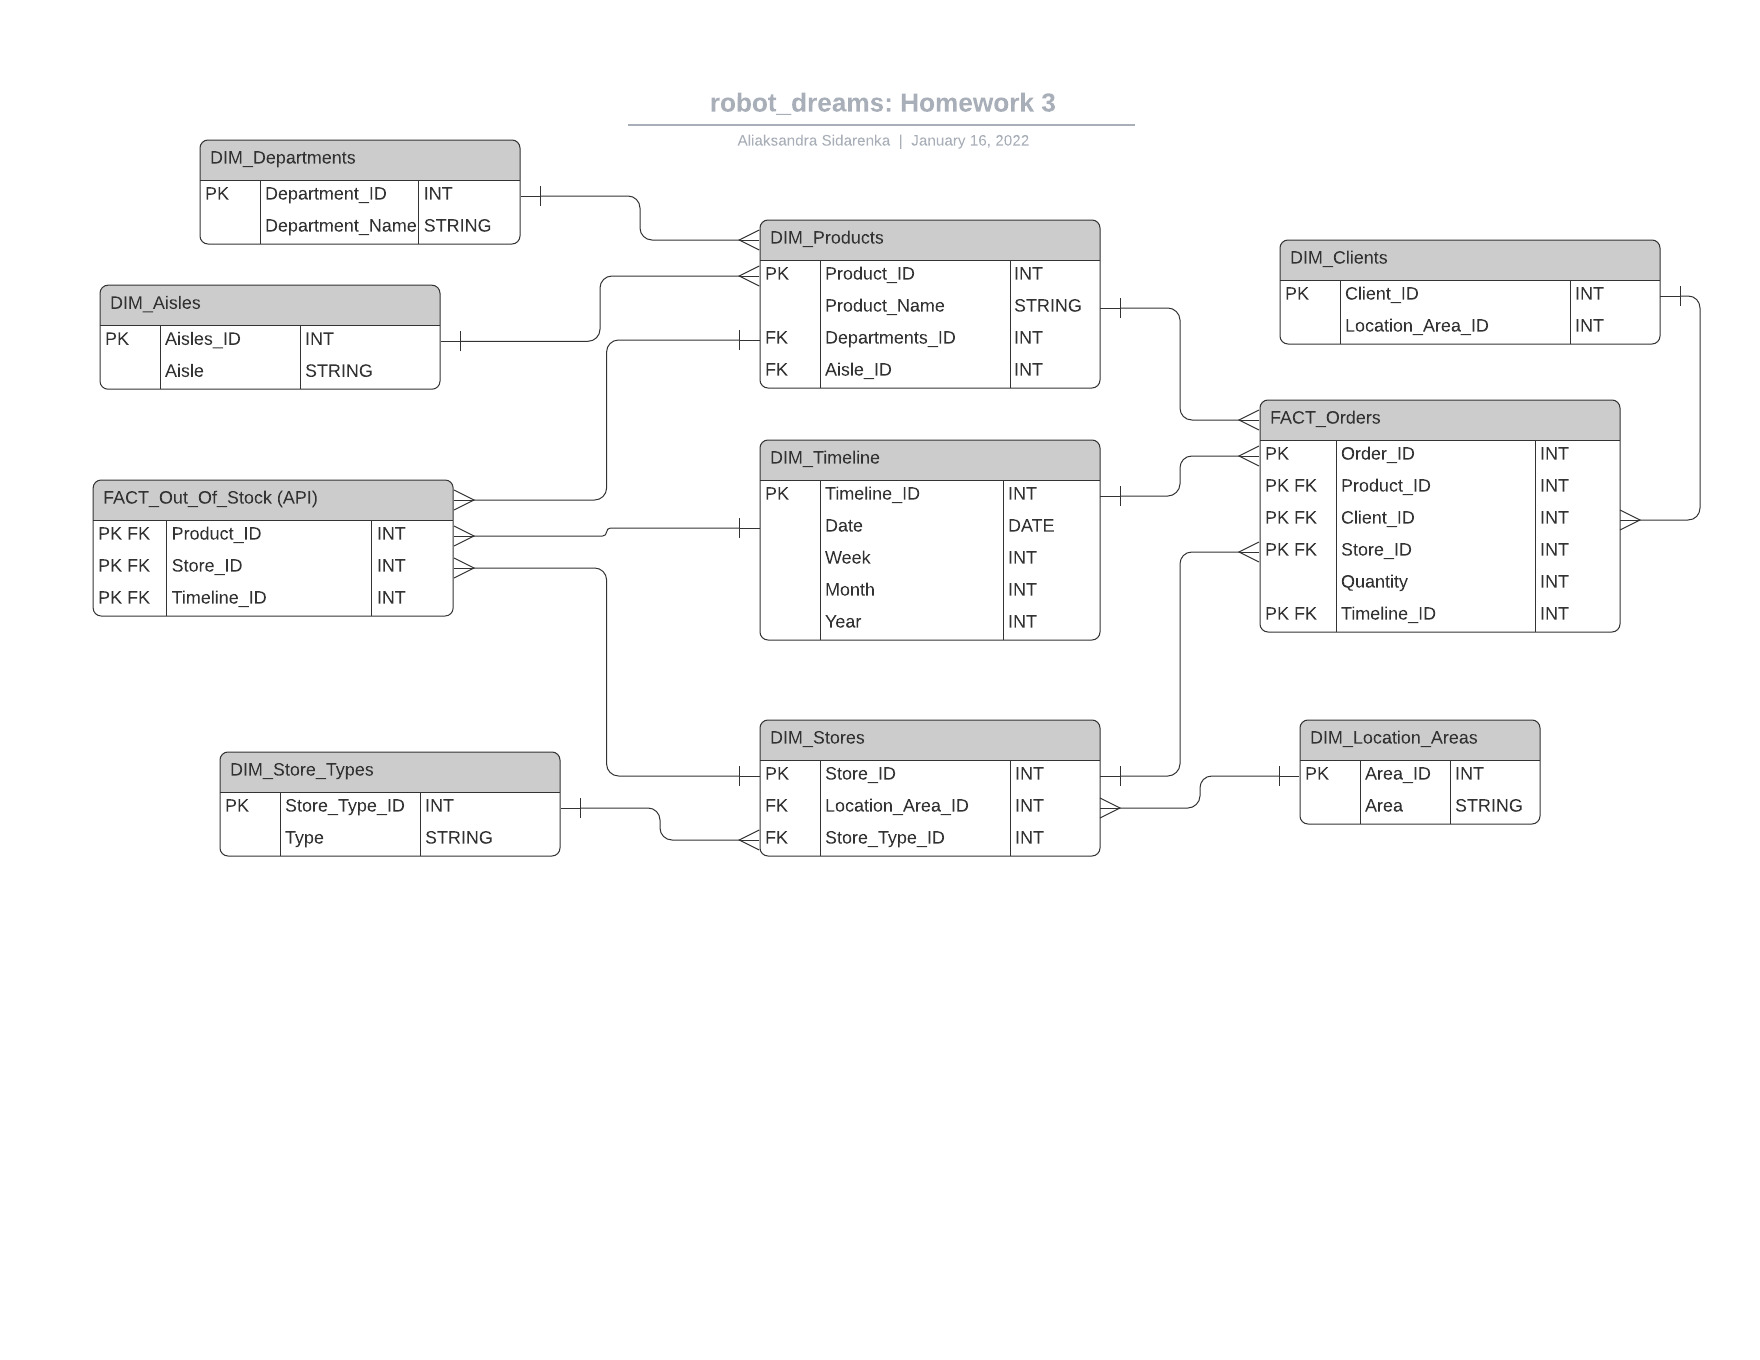 robot_dreams: Homework 3
Aliaksandra Sidarenka | January 16, 2022
DIM_Departments
PK Department_ID INT
Department_Name STRING
DIM_Aisles
PK Aisles_ID INT
Aisle STRING
FACT_Out_Of_Stock (API)
PK FK Product_ID INT
PK FK Store_ID INT
PK FK Timeline_ID INT
DIM_Store_Types
PK Store_Type_ID INT
Type STRING
DIM_Products
PK Product_ID INT
Product_Name STRING
FK Departments_ID INT
FK Aisle_ID INT
DIM_Timeline
PK Timeline_ID INT
Date DATE
Week INT
Month INT
Year INT
DIM_Stores
PK Store_ID INT
FK Location_Area_ID INT
FK Store_Type_ID INT
DIM_Clients
PK Client_ID INT
Location_Area_ID INT
FACT_Orders
PK Order_ID INT
PK FK Product_ID INT
PK FK Client_ID INT
PK FK Store_ID INT
Quantity INT
PK FK Timeline_ID INT
DIM_Location_Areas
PK Area_ID INT
Area STRING